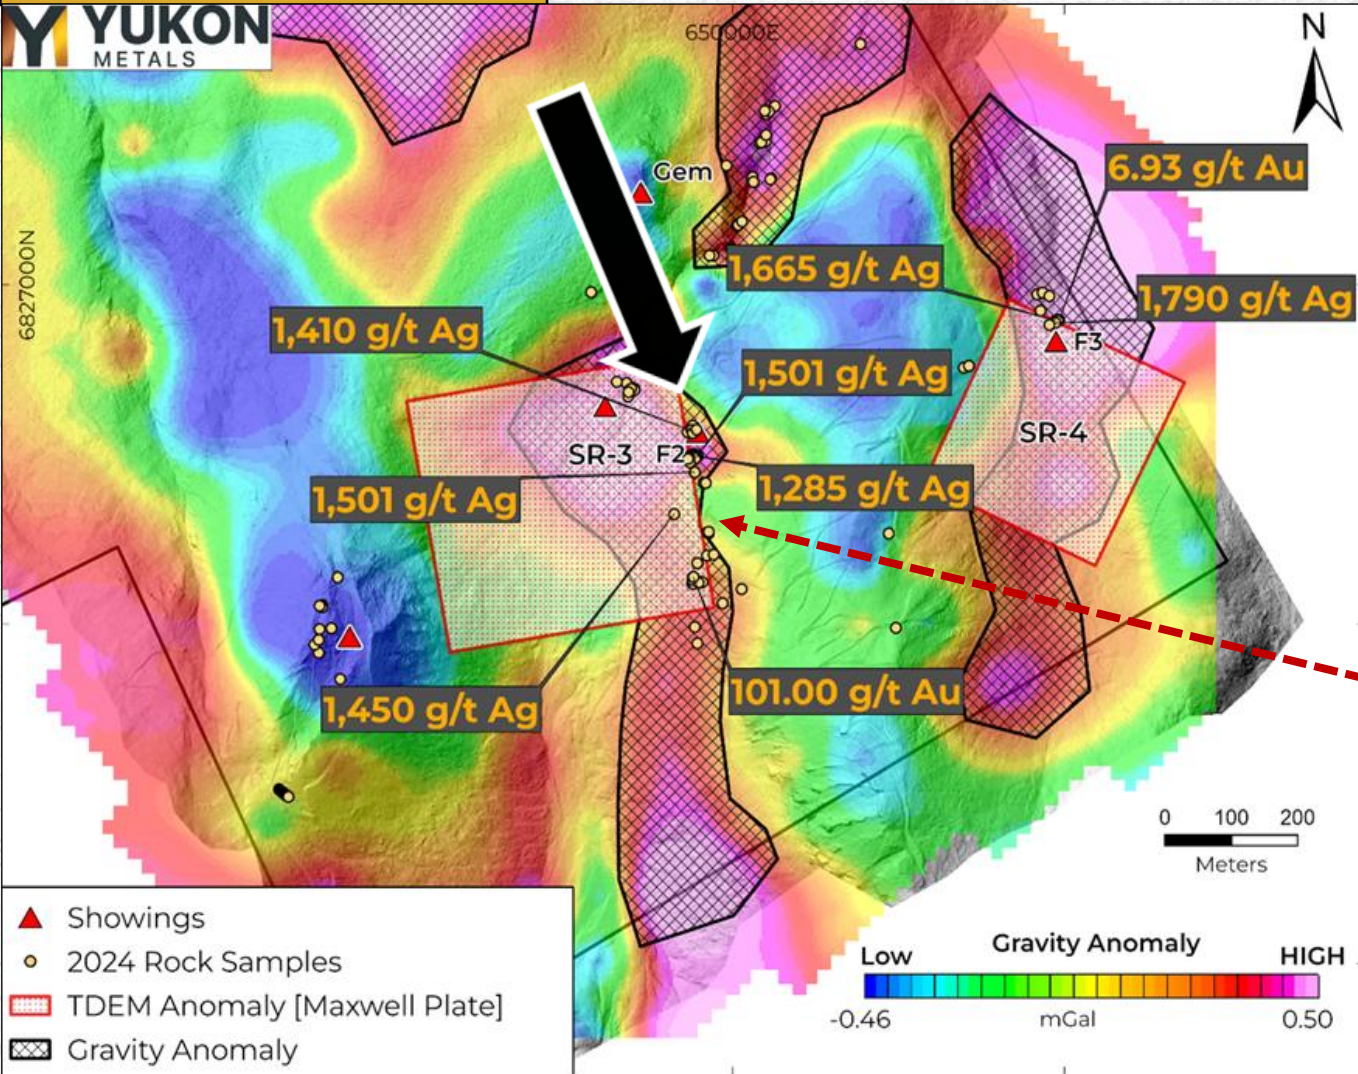 YUKON
METALS
650000E
N
6827000N
Gem
6.93 g/t Au
1,665 g/t Ag
1,790 g/t Ag
F3
1,410 g/t Ag
1,501 g/t Ag
SR-3
F2
SR-4
1,501 g/t Ag
1,285 g/t Ag
1,450 g/t Ag
101.00 g/t Au
0 100 200
Meters
Showings
2024 Rock Samples
TDEM Anomaly [Maxwell Plate]
Gravity Anomaly
Gravity Anomaly
Low HIGH
-0.46 mGal 0.50